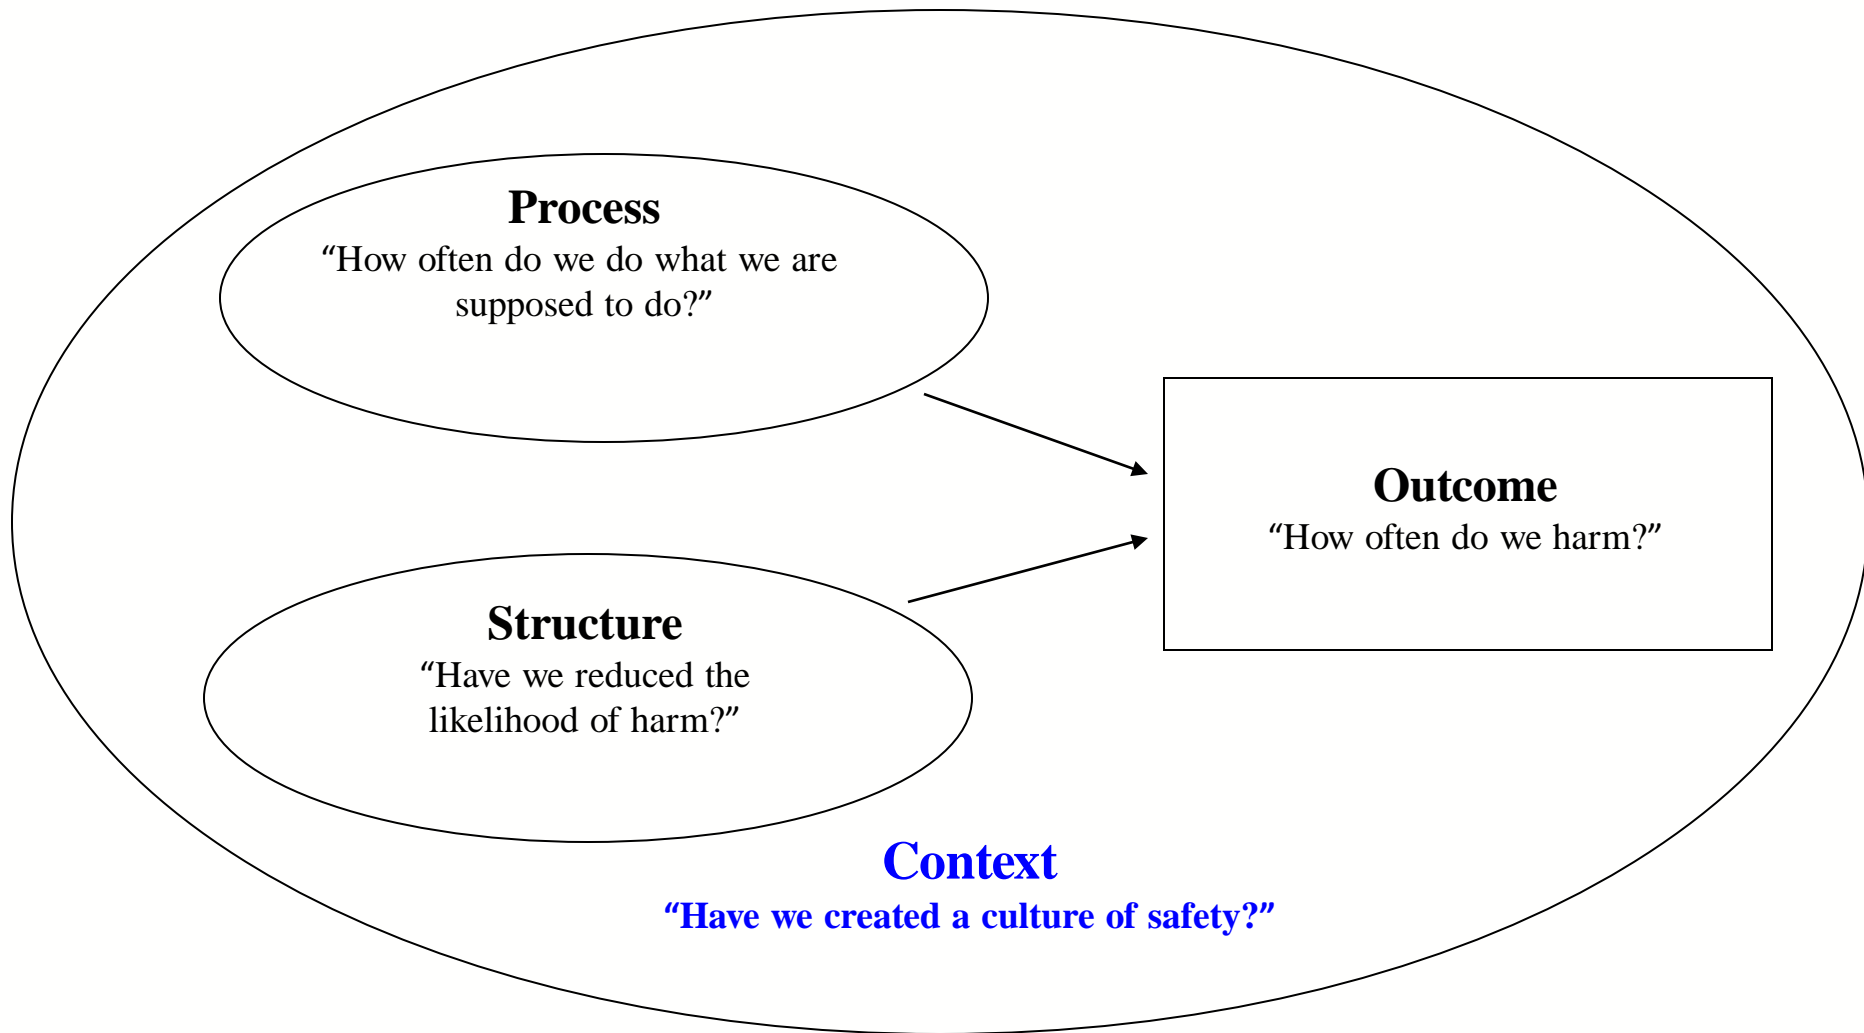 Process
“How often do we do what we are
supposed to do?”
Outcome
“How often do we harm?”
Structure
“Have we reduced the
likelihood of harm?”
Context
“Have we created a culture of safety?”